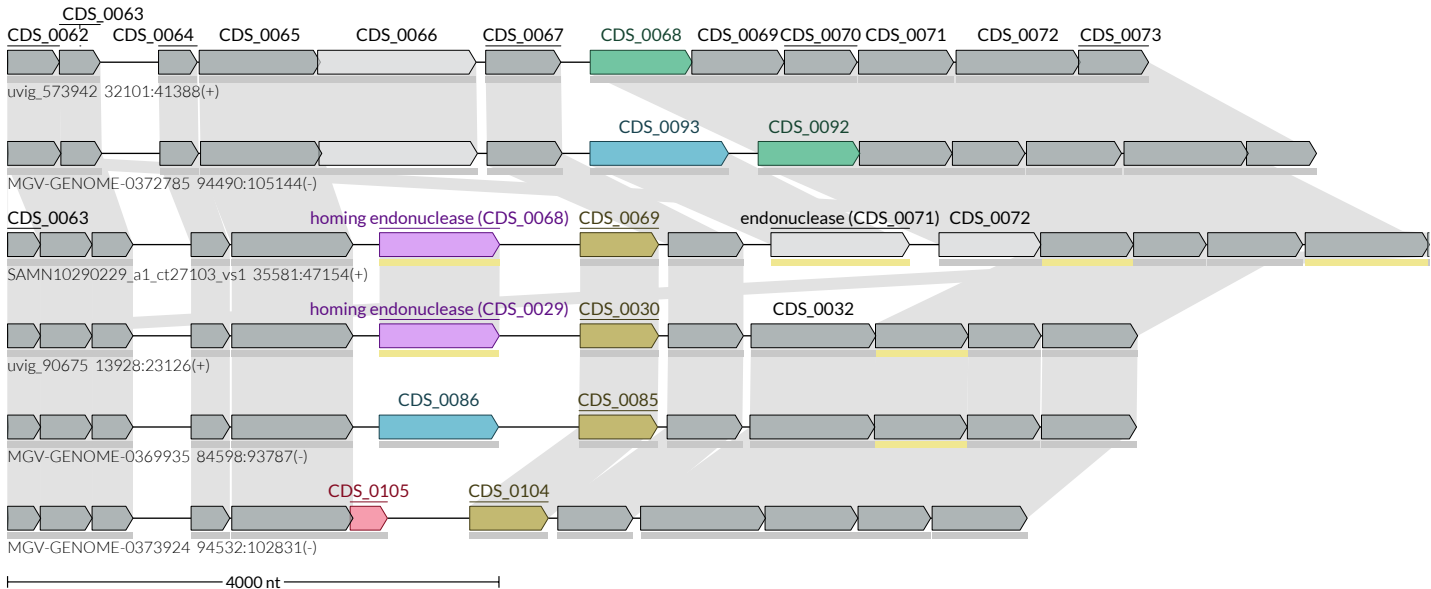 CDS_0063
CDS_0062 CDS_0064 CDS_0065 CDS_0066 CDS_0067 CDS_0068 CDS_0069 CDS_0070 CDS_0071 CDS_0072 CDS_0073
uvig_573942 32101:41388(+)
CDS_0093 CDS_0092
MGV-GENOME-0372785 94490:105144(-)
CDS_0063 homing endonuclease (CDS_0068) CDS_0069 endonuclease (CDS_0071) CDS_0072
SAMN10290229_a1_ct27103_vs1 35581:47154(+)
homing endonuclease (CDS_0029) CDS_0030 CDS_0032
uvig_90675 13928:23126(+)
CDS_0086 CDS_0085
MGV-GENOME-0369935 84598:93787(-)
CDS_0105 CDS_0104
MGV-GENOME-0373924 94532:102831(-)
4000 nt